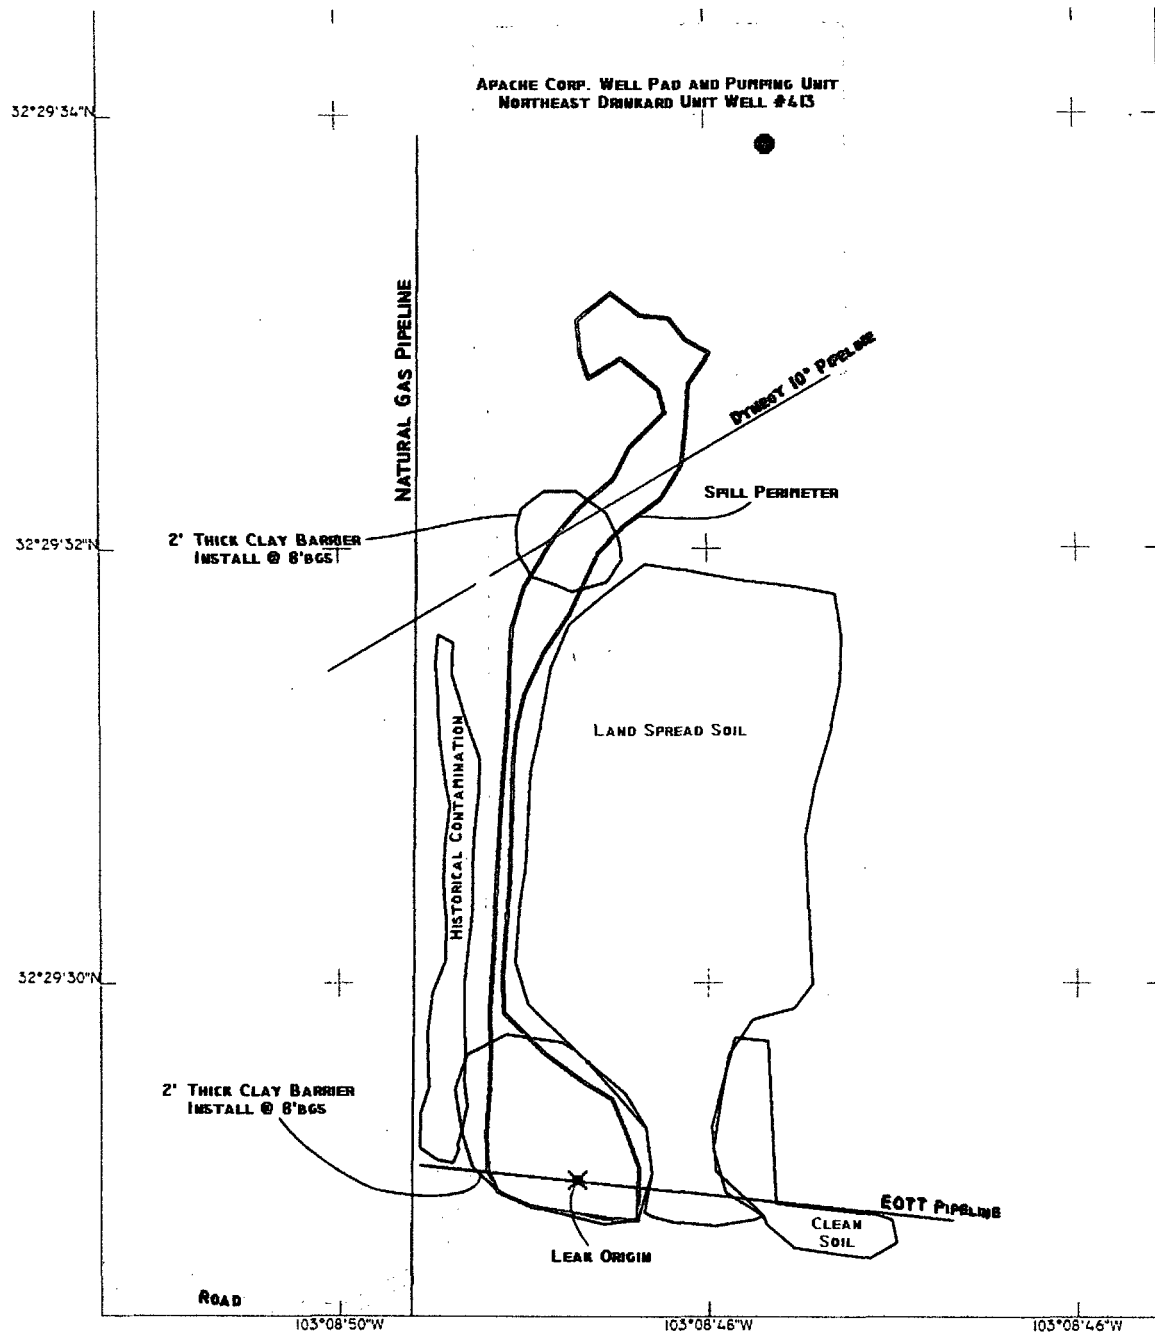 APACHE CORP. WELL PAD AND PUMPING UNIT
NORTHEAST DRINKARD UNIT WELL #413
32°29'34"N
NATURAL GAS PIPELINE
DYNEGY 10" PIPELINE
SPILL PERIMETER
2' THICK CLAY BARRIER
INSTALL @ 8'BGS
32°29'32"N
LAND SPREAD SOIL
HISTORICAL CONTAMINATION
32°29'30"N
2' THICK CLAY BARRIER
INSTALL @ 8'BGS
EOTT PIPELINE
CLEAN
SOIL
LEAK ORIGIN
ROAD
103°08'50"W
103°08'46"W
103°08'46"W